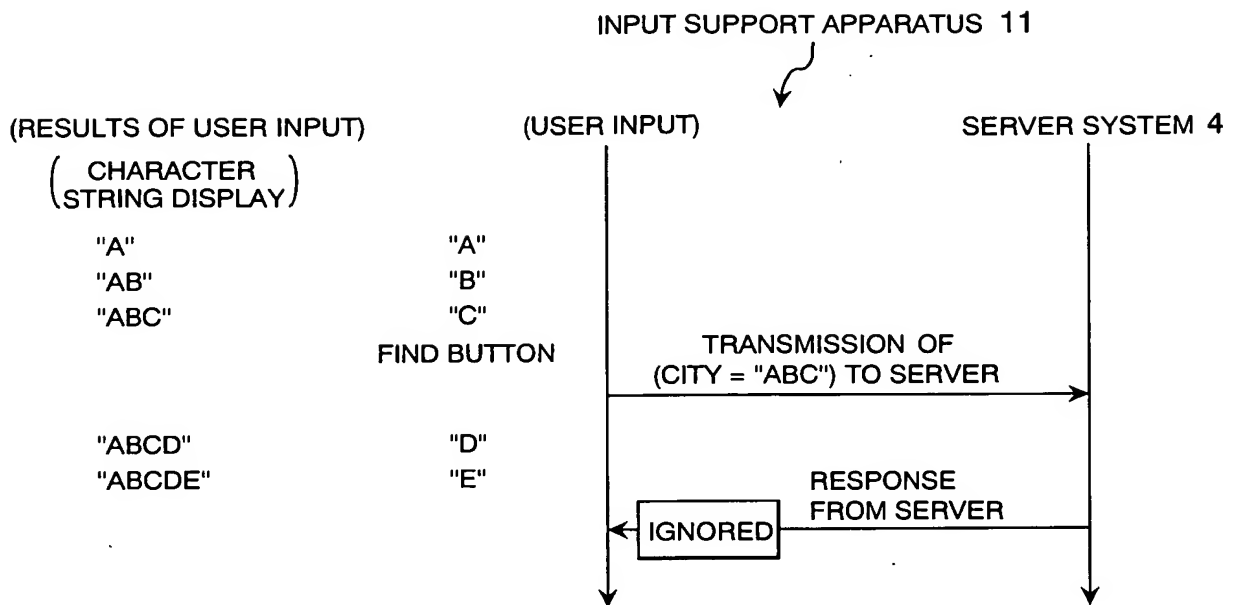 INPUT SUPPORT APPARATUS 11
(RESULTS OF USER INPUT) (USER INPUT) SERVER SYSTEM 4
(CHARACTER
STRING DISPLAY)
"A" "A"
"AB" "B"
"ABC" "C"
FIND BUTTON
TRANSMISSION OF
(CITY = "ABC") TO SERVER
"ABCD" "D"
"ABCDE" "E"
RESPONSE
FROM SERVER
IGNORED